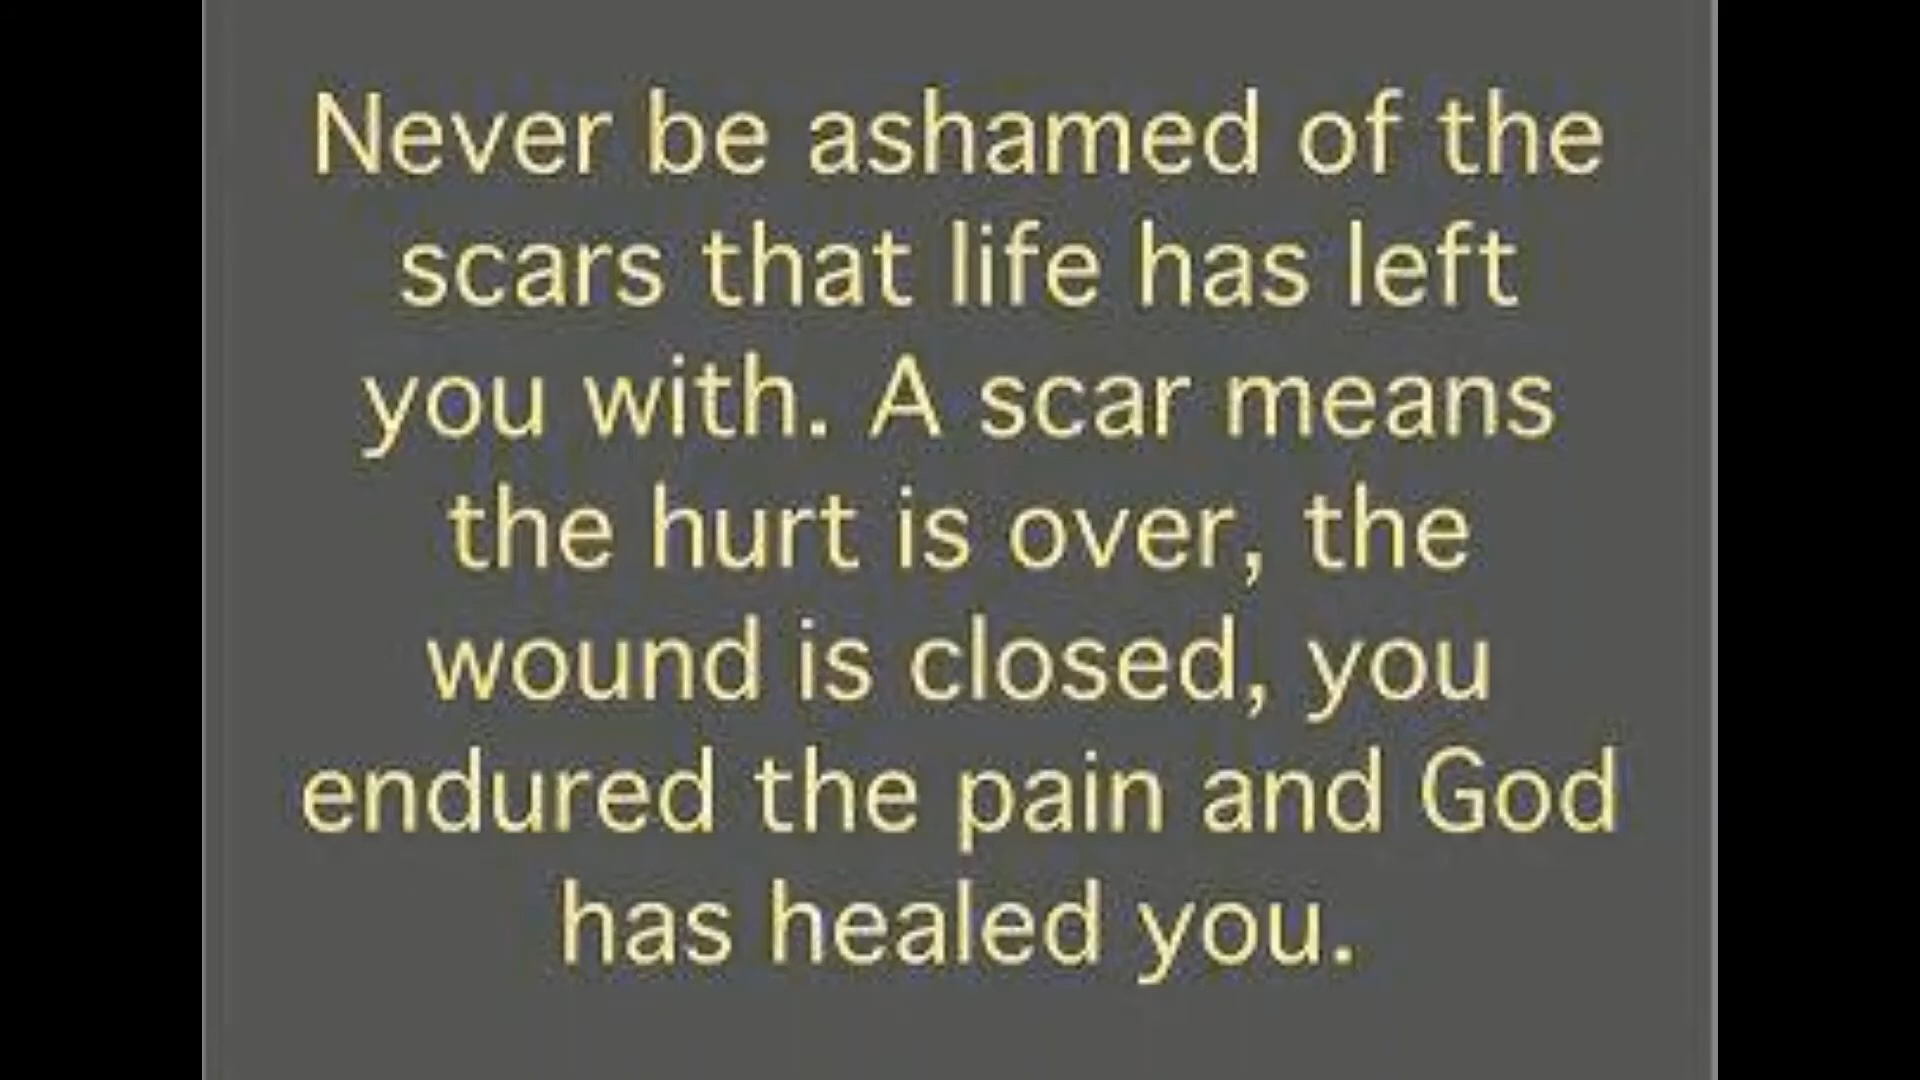 Never be ashamed of the
scars that life has left
you with. A scar means
the hurt is over, the
wound is closed, you
endured the pain and God
has healed you.